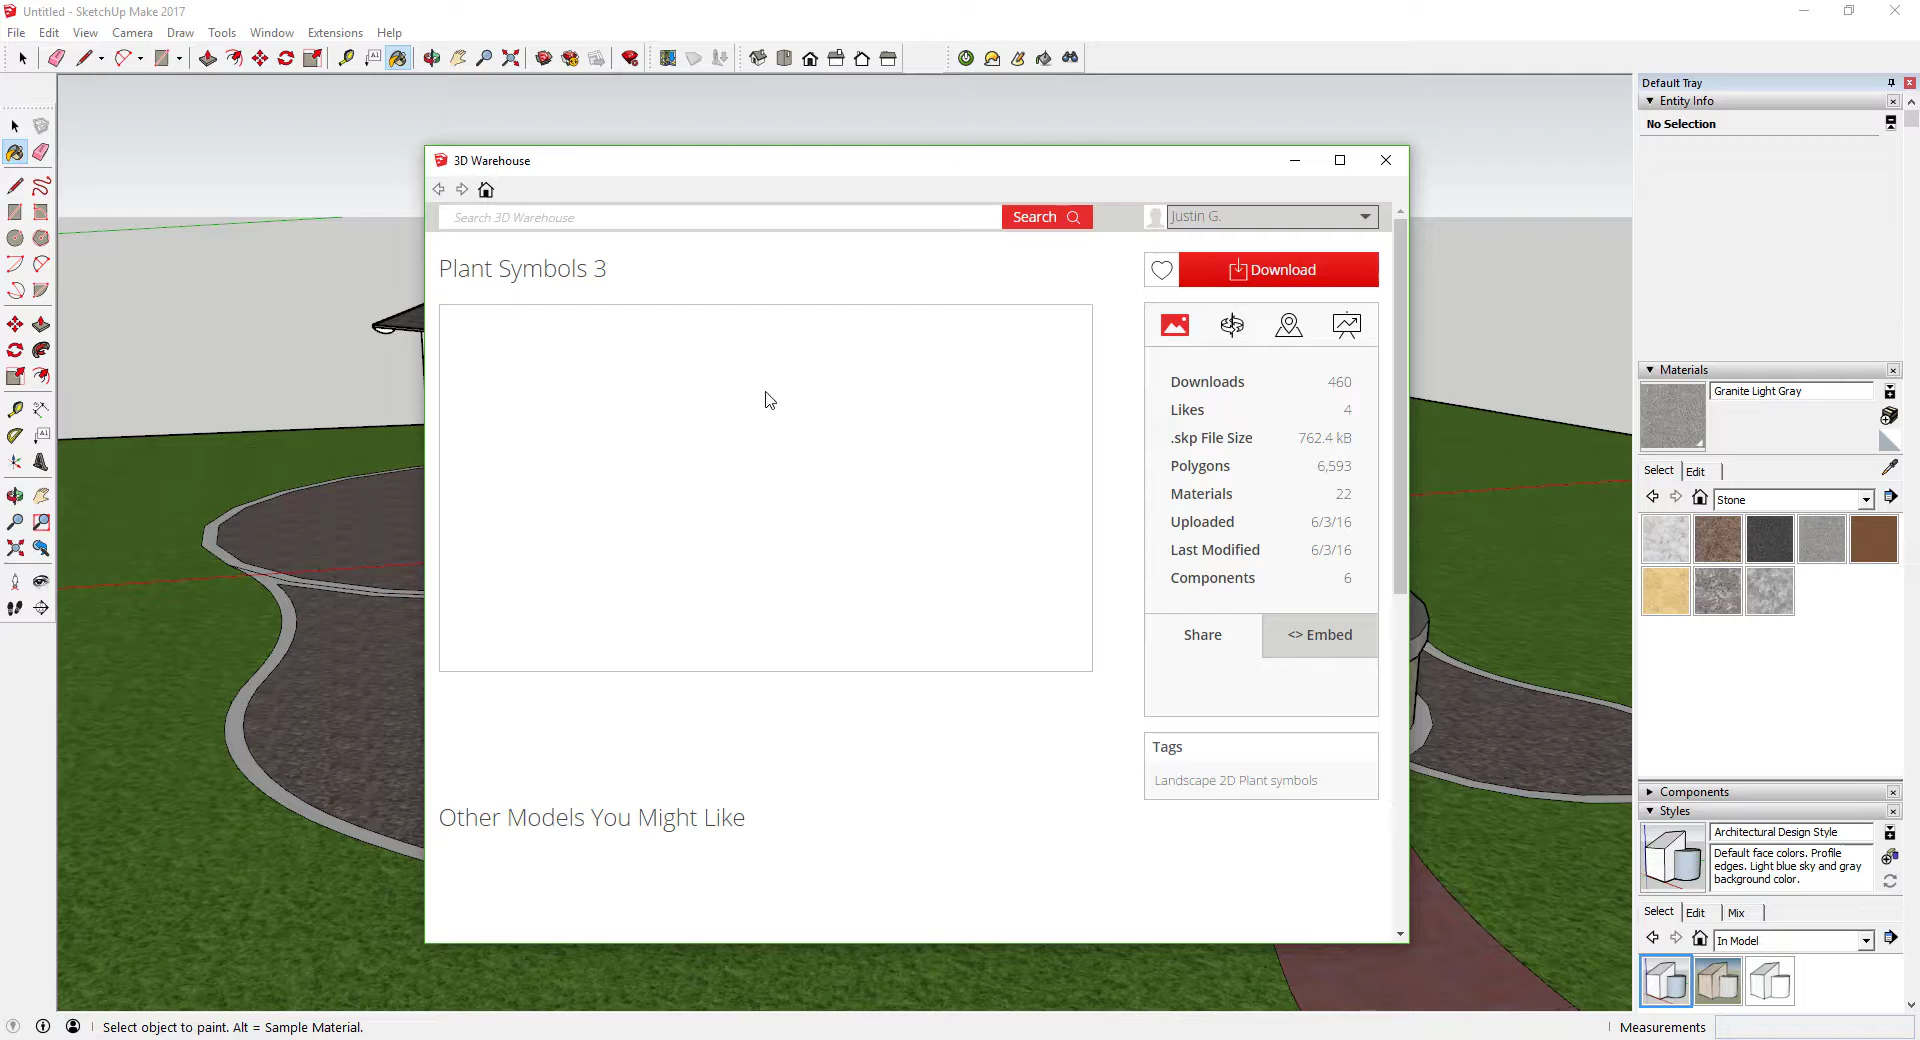 Untitled - SketchUp Make 2017
File Edit View Camera Draw Tools Window Extensions Help
A1
Default Tray
Entity Info
No Selection
3D Warehouse
Search 3D Warehouse
Search
Justin G.
Plant Symbols 3
Download
Downloads 460
Likes 4
.skp File Size 762.4 kB
Polygons 6,593
Materials 22
Uploaded 6/3/16
Last Modified 6/3/16
Components 6
Share
<> Embed
Tags
Landscape 2D Plant symbols
Other Models You Might Like
A1
Materials
Granite Light Gray
Select Edit
Stone
Components
Styles
Architectural Design Style
Default face colors. Profile
edges. Light blue sky and gray
background color.
Select Edit Mix
In Model
Select object to paint. Alt = Sample Material.
Measurements